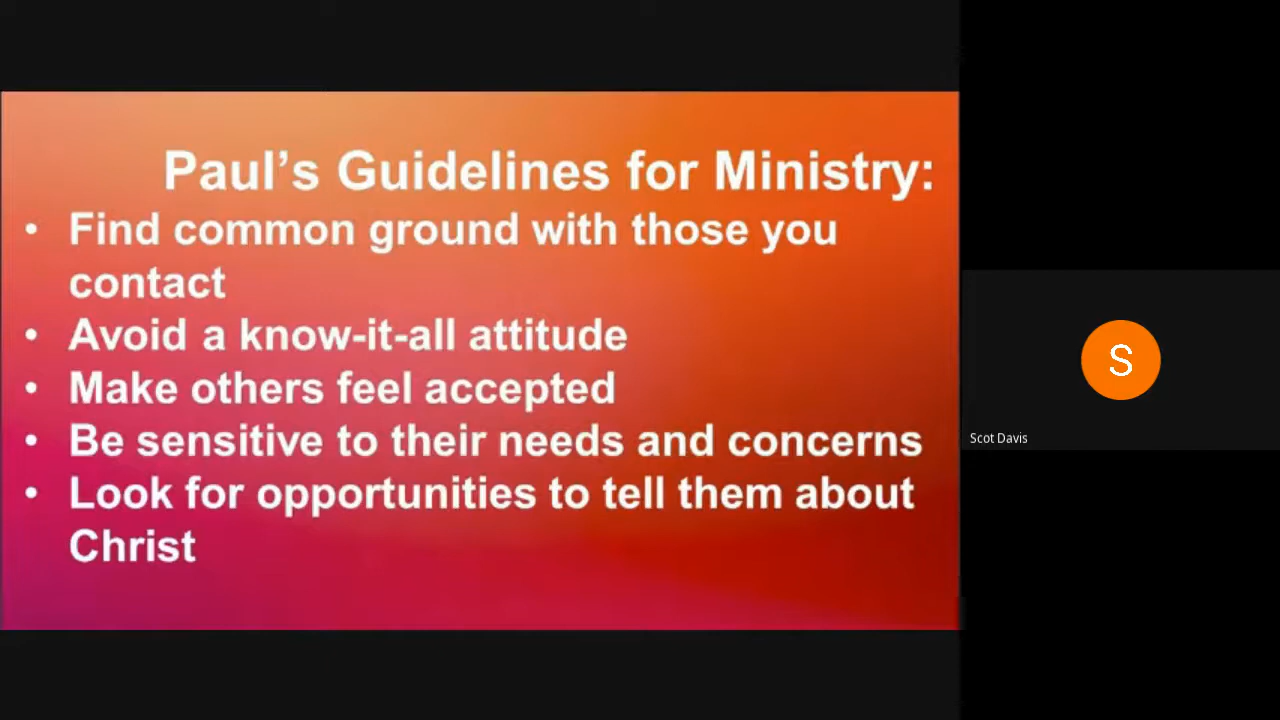 Paul’s Guidelines for Ministry:
• Find common ground with those you
contact
• Avoid a know-it-all attitude
• Make others feel accepted
• Be sensitive to their needs and concerns
• Look for opportunities to tell them about
Christ
S
Scot Davis